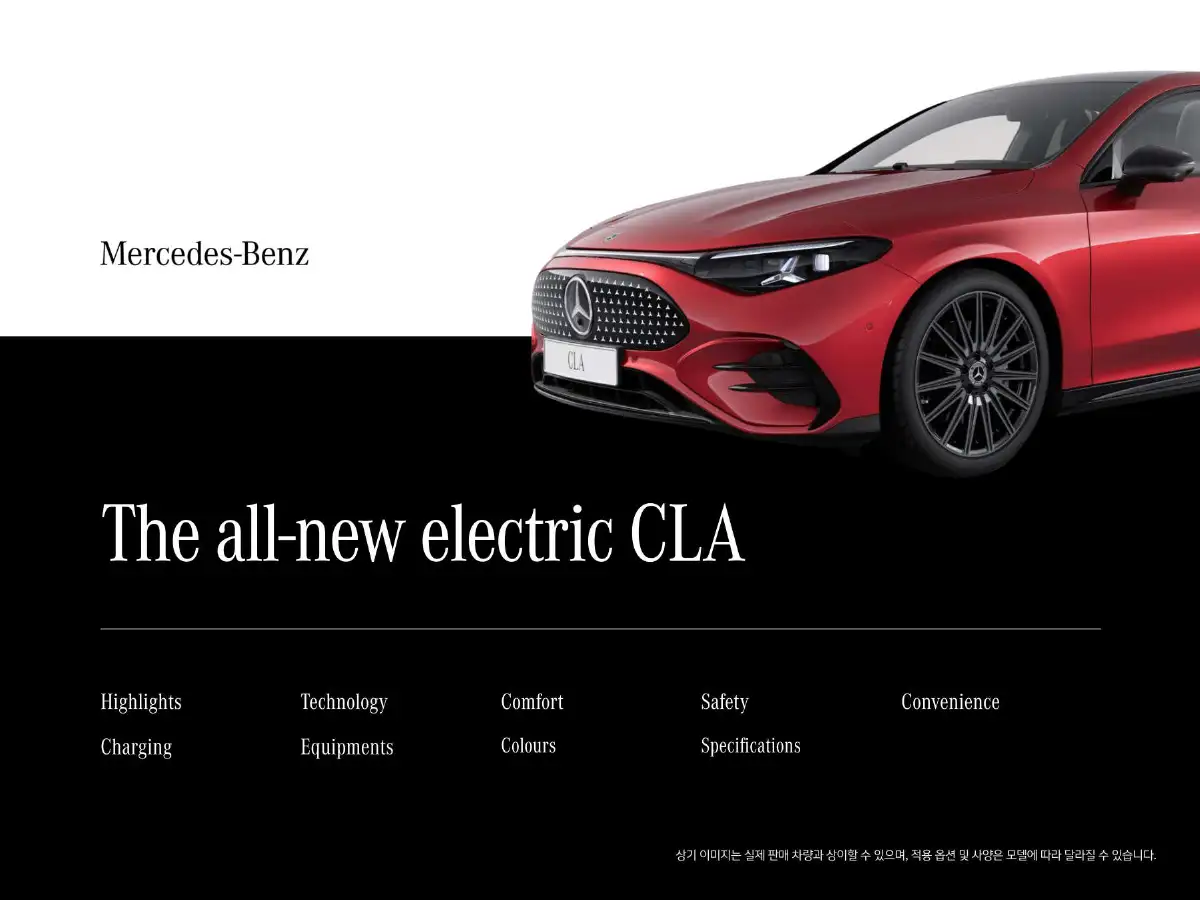 Mercedes-Benz
CLA
The all-new electric CLA
Highlights
Technology
Comfort
Safety
Convenience
Charging
Equipments
Colours
Specifications
상기 이미지는 실제 판매 차량과 상이할 수 있으며, 적용 옵션 및 사양은 모델에 따라 달라질 수 있습니다.